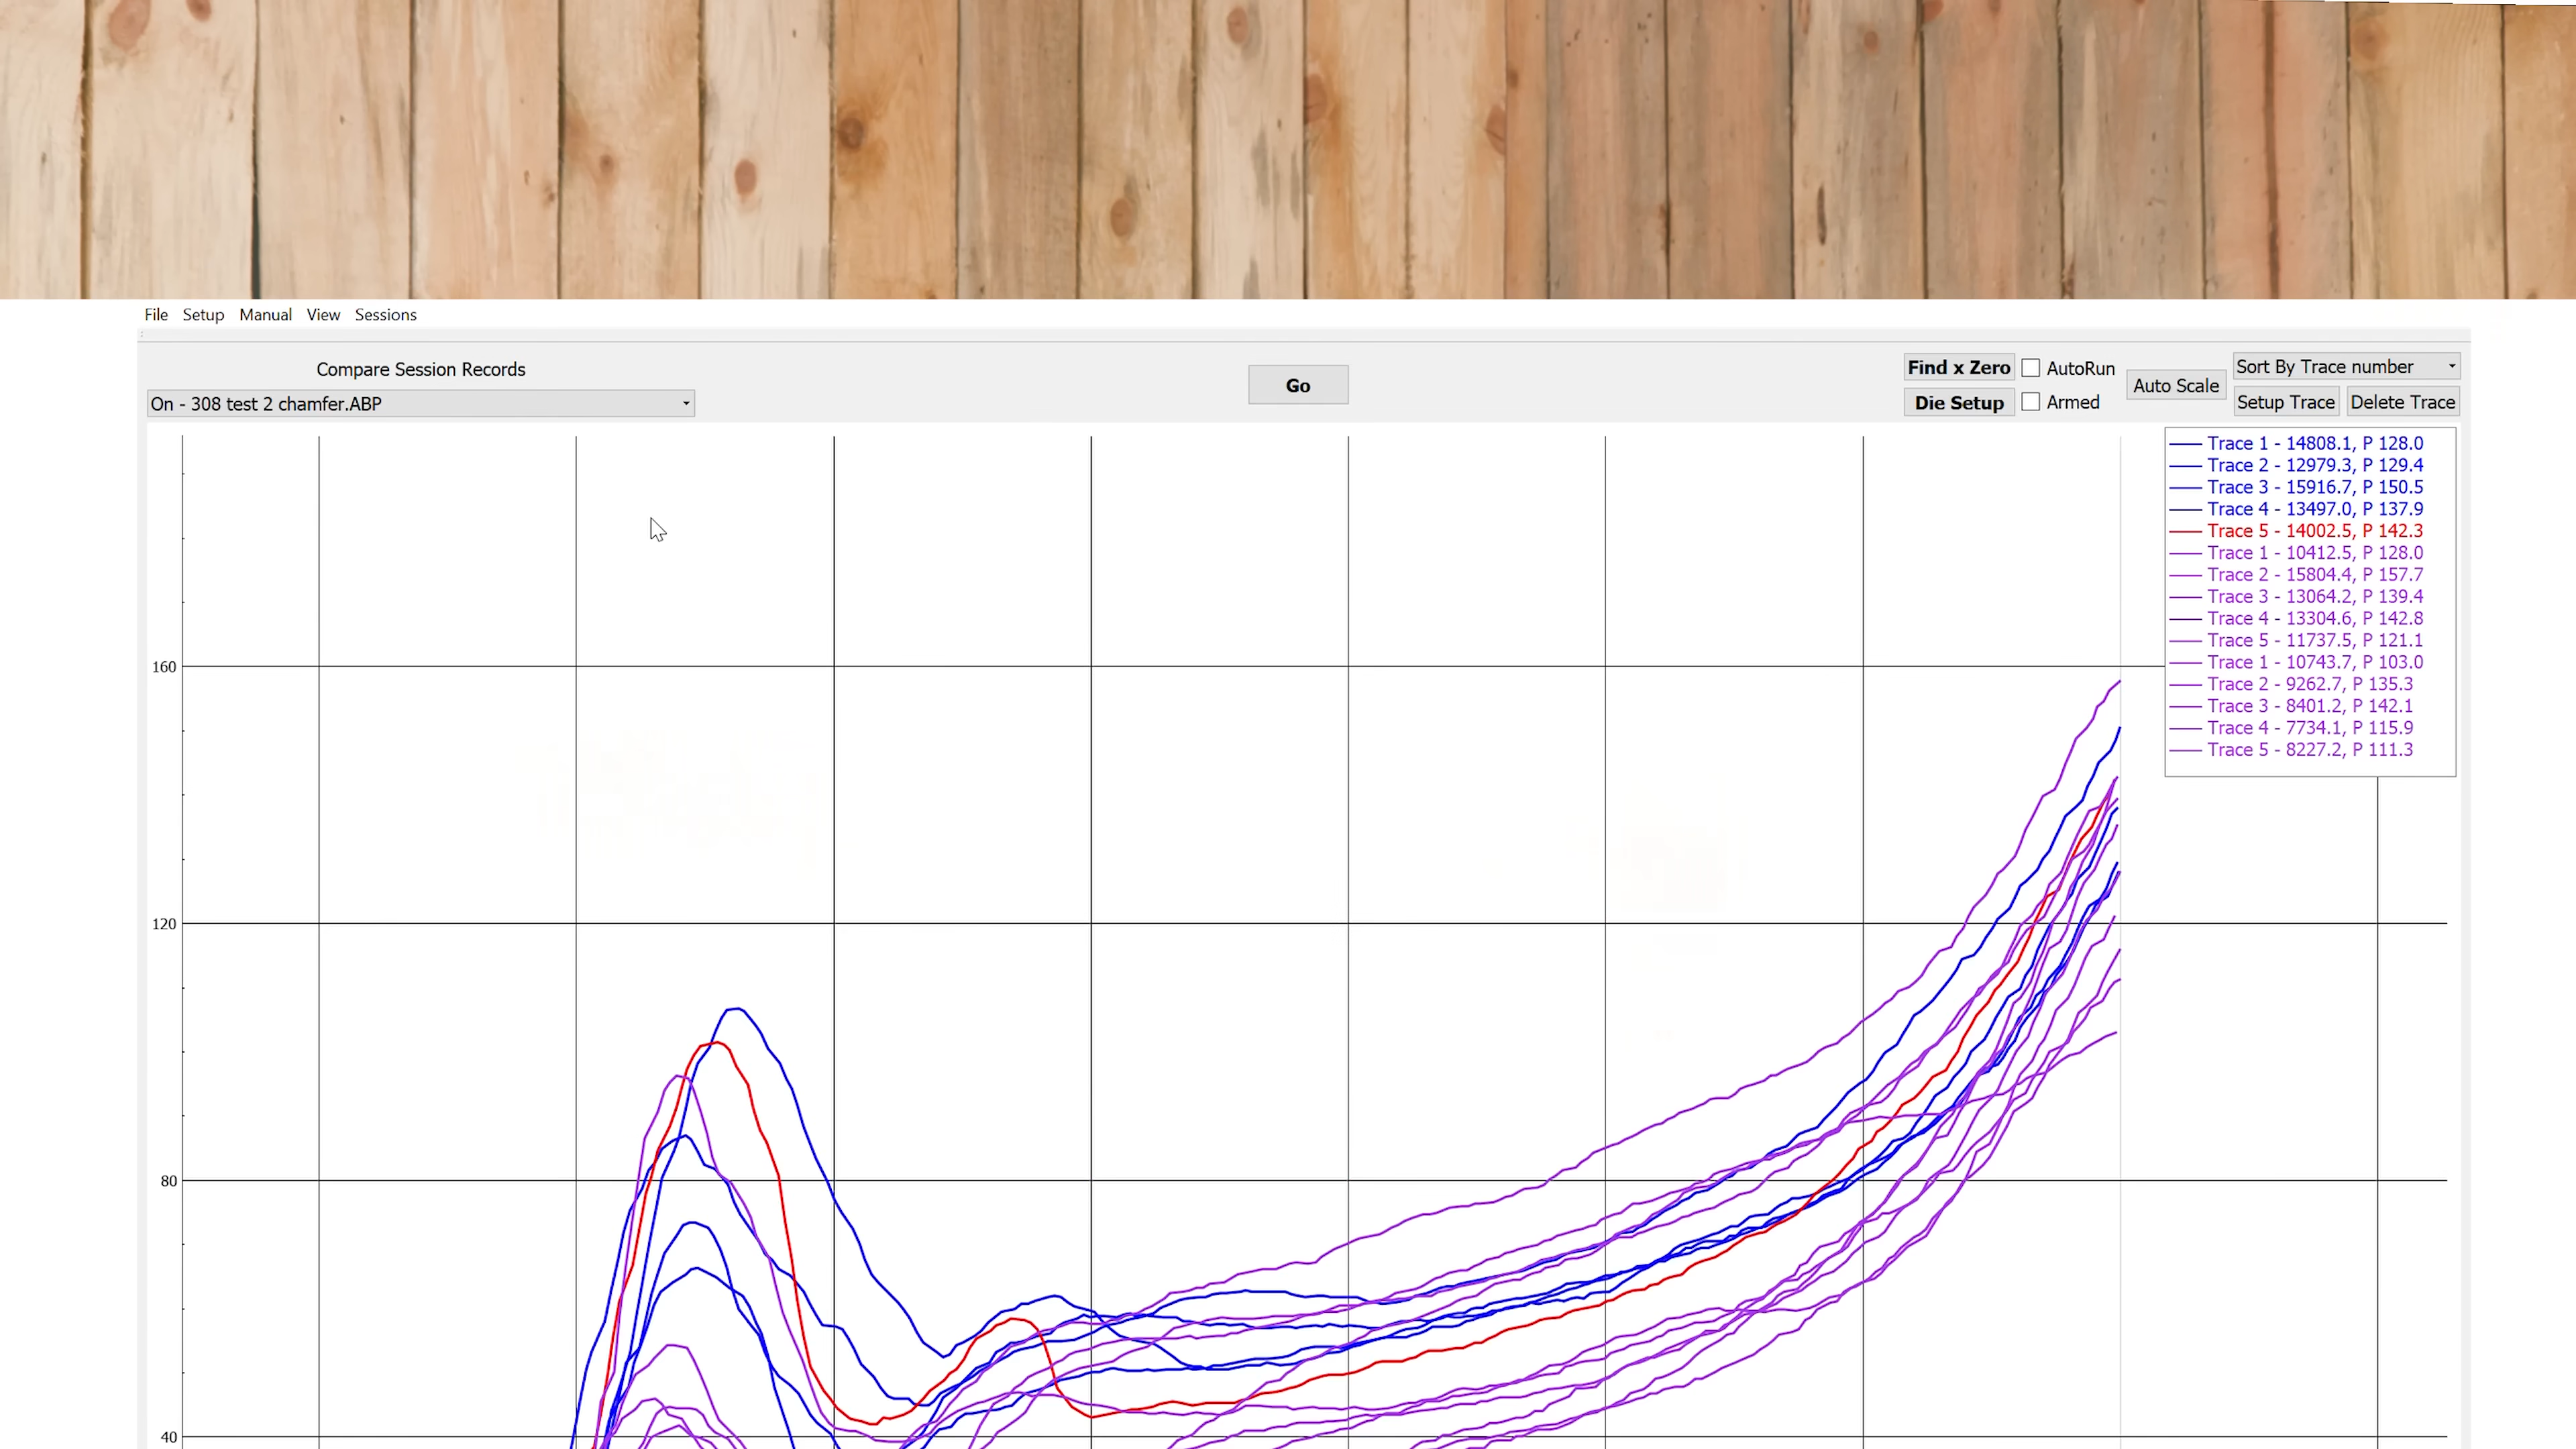 File Setup Manual View Sessions
Compare Session Records
On - 308 test 2 chamfer.ABP
Go
Find x Zero
AutoRun
Die Setup
Armed
Auto Scale
Sort By Trace number
Setup Trace
Delete Trace
Trace 1 - 14808.1, P 128.0
Trace 2 - 12979.3, P 129.4
Trace 3 - 15916.7, P 150.5
Trace 4 - 13497.0, P 137.9
Trace 5 - 14002.5, P 142.3
Trace 1 - 10412.5, P 128.0
Trace 2 - 15804.4, P 157.7
Trace 3 - 13064.2, P 139.4
Trace 4 - 13304.6, P 142.8
Trace 5 - 11737.5, P 121.1
Trace 1 - 10743.7, P 103.0
Trace 2 - 9262.7, P 135.3
Trace 3 - 8401.2, P 142.1
Trace 4 - 7734.1, P 115.9
Trace 5 - 8227.2, P 111.3
160
120
80
40